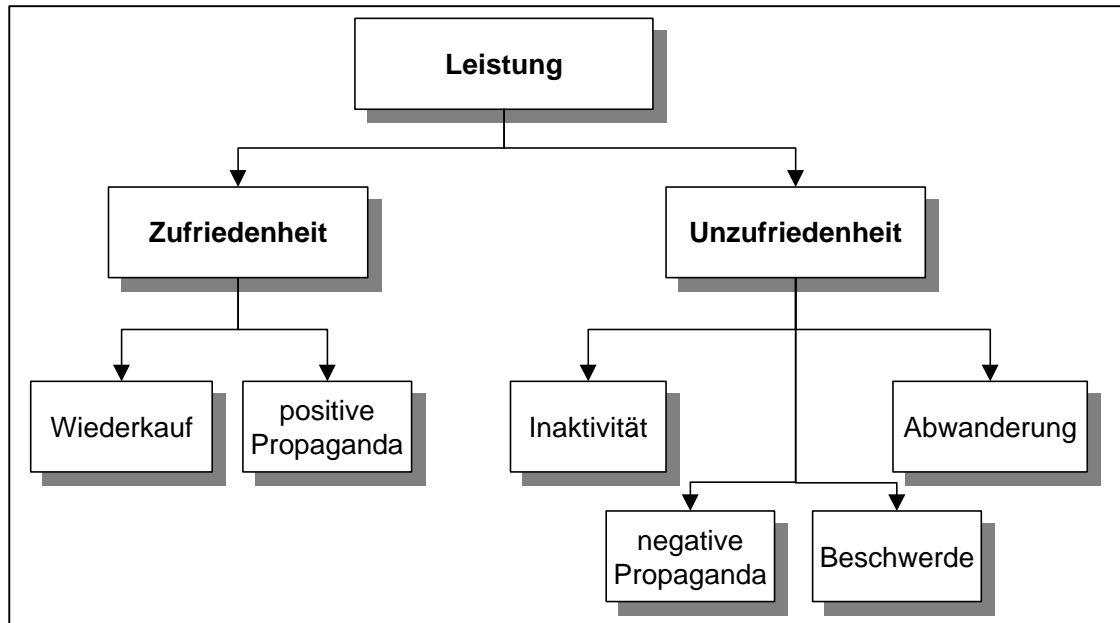 Leistung
Zufriedenheit
Unzufriedenheit
Wiederkauf
positive
Propaganda
Inaktivität
Abwanderung
negative
Propaganda
Beschwerde